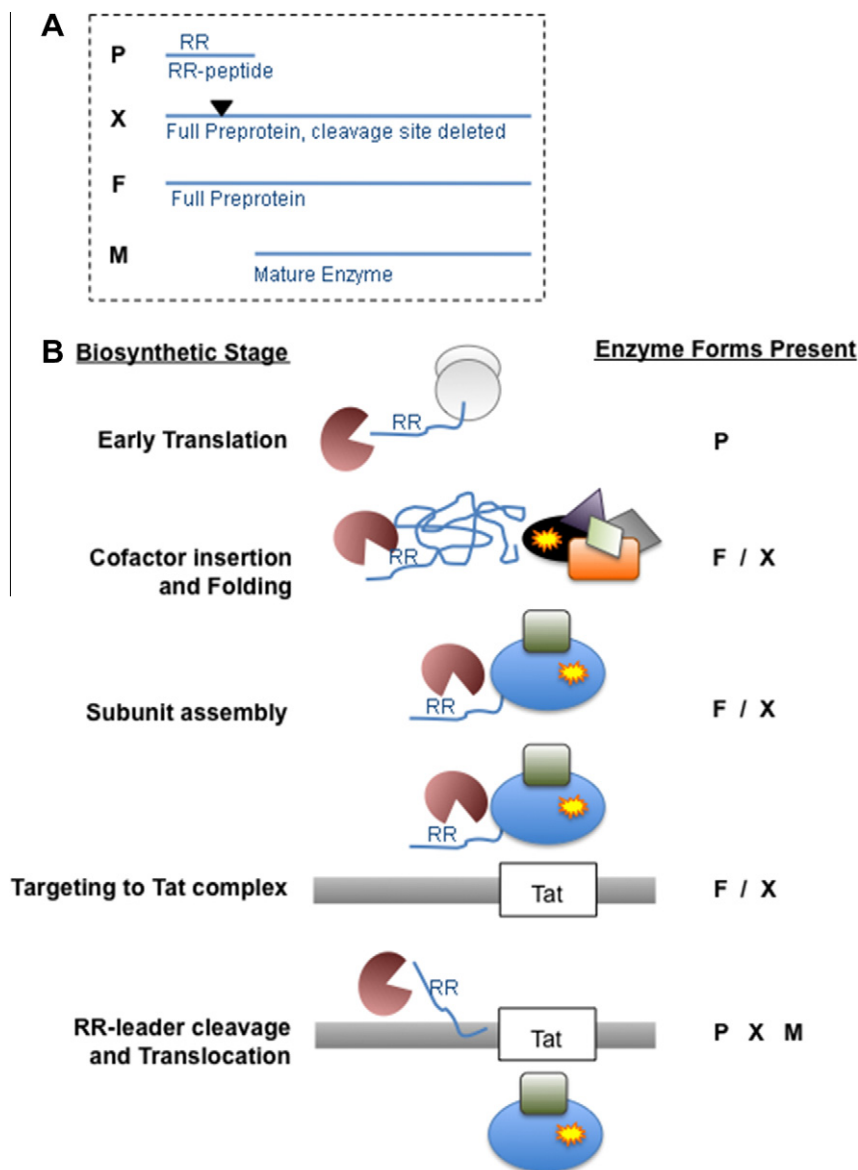 A
P
RR
RR-peptide
X
Full Preprotein, cleavage site deleted
F
Full Preprotein
M
Mature Enzyme
B
Biosynthetic Stage
Enzyme Forms Present
Early Translation
RR
P
Cofactor insertion
and Folding
RR
F / X
Subunit assembly
RR
F / X
RR
Targeting to Tat complex
Tat
F / X
RR
RR-leader cleavage
and Translocation
Tat
P X M